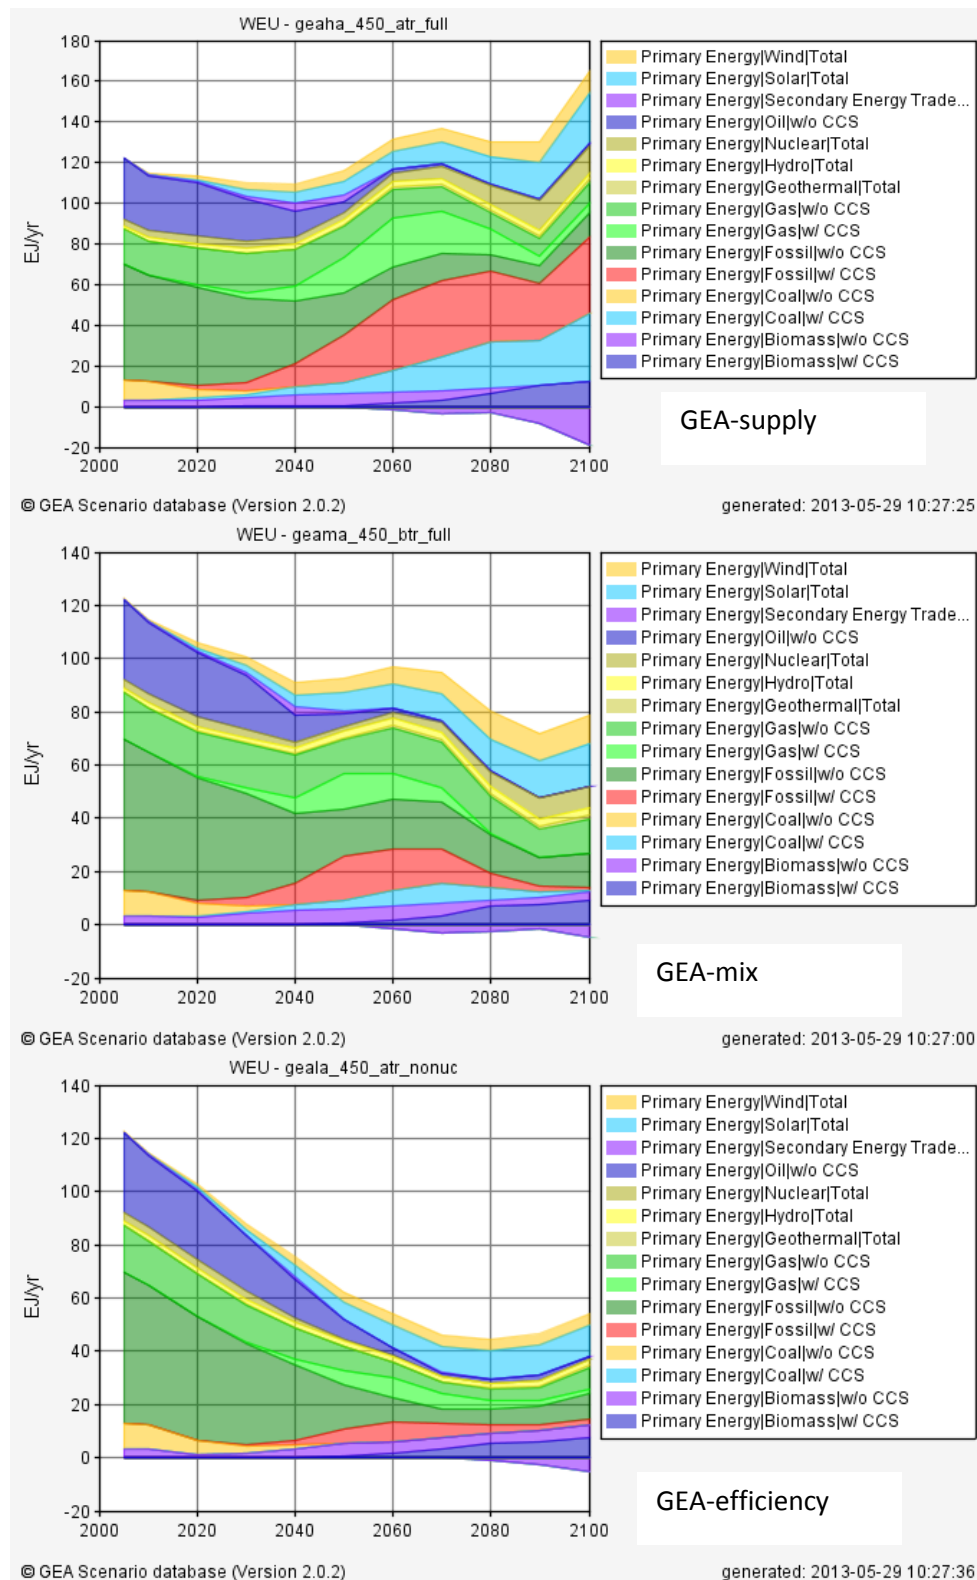 WEU - geaha_450_atr_full
180
160
140
120
100
80
60
40
20
0
-20
EJ/yr
2000 2020 2040 2060 2080 2100
Primary Energy|Wind|Total
Primary Energy|Solar|Total
Primary Energy|Secondary Energy Trade...
Primary Energy|Oil|w/o CCS
Primary Energy|Nuclear|Total
Primary Energy|Hydro|Total
Primary Energy|Geothermal|Total
Primary Energy|Gas|w/o CCS
Primary Energy|Gas|w/ CCS
Primary Energy|Fossil|w/o CCS
Primary Energy|Fossil|w/ CCS
Primary Energy|Coal|w/o CCS
Primary Energy|Coal|w/ CCS
Primary Energy|Biomass|w/o CCS
Primary Energy|Biomass|w/ CCS
GEA-supply
© GEA Scenario database (Version 2.0.2) generated: 2013-05-29 10:27:25
WEU - geama_450_btr_full
140
120
100
80
60
40
20
0
-20
EJ/yr
2000 2020 2040 2060 2080 2100
Primary Energy|Wind|Total
Primary Energy|Solar|Total
Primary Energy|Secondary Energy Trade...
Primary Energy|Oil|w/o CCS
Primary Energy|Nuclear|Total
Primary Energy|Hydro|Total
Primary Energy|Geothermal|Total
Primary Energy|Gas|w/o CCS
Primary Energy|Gas|w/ CCS
Primary Energy|Fossil|w/o CCS
Primary Energy|Fossil|w/ CCS
Primary Energy|Coal|w/o CCS
Primary Energy|Coal|w/ CCS
Primary Energy|Biomass|w/o CCS
Primary Energy|Biomass|w/ CCS
GEA-mix
© GEA Scenario database (Version 2.0.2) generated: 2013-05-29 10:27:00
WEU - geala_450_atr_nonuc
140
120
100
80
60
40
20
0
-20
EJ/yr
2000 2020 2040 2060 2080 2100
Primary Energy|Wind|Total
Primary Energy|Solar|Total
Primary Energy|Secondary Energy Trade...
Primary Energy|Oil|w/o CCS
Primary Energy|Nuclear|Total
Primary Energy|Hydro|Total
Primary Energy|Geothermal|Total
Primary Energy|Gas|w/o CCS
Primary Energy|Gas|w/ CCS
Primary Energy|Fossil|w/o CCS
Primary Energy|Fossil|w/ CCS
Primary Energy|Coal|w/o CCS
Primary Energy|Coal|w/ CCS
Primary Energy|Biomass|w/o CCS
Primary Energy|Biomass|w/ CCS
GEA-efficiency
© GEA Scenario database (Version 2.0.2) generated: 2013-05-29 10:27:36